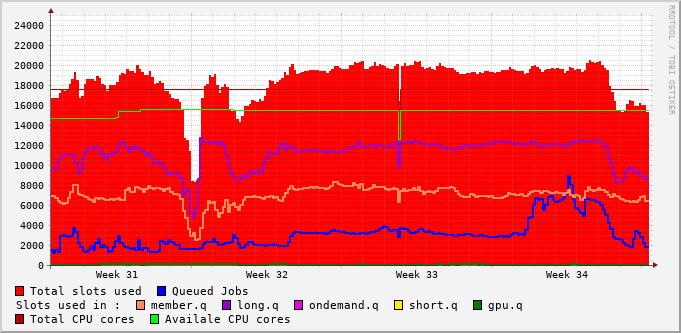 24000
22000
20000
18000
16000
14000
12000
10000
8000
6000
4000
2000
0
Week 31 Week 32 Week 33 Week 34
Total slots used Queued Jobs
Slots used in : member.q long.q ondemand.q short.q gpu.q
Total CPU cores Availale CPU cores
RRDTOOL / TOBI OETIKER